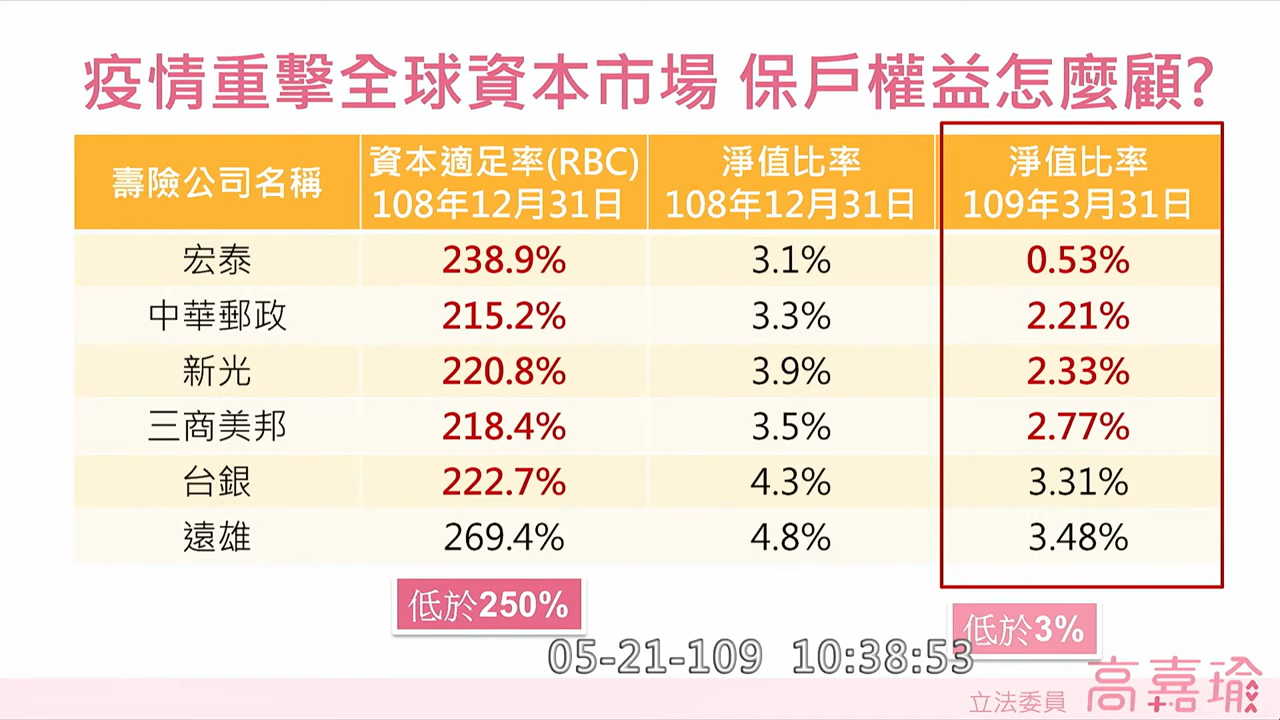 疫情重擊全球資本市場 保戶權益怎麼顧?
壽險公司名稱 資本適足率(RBC) 108年12月31日 淨值比率 108年12月31日 淨值比率 109年3月31日
宏泰 238.9% 3.1% 0.53%
中華郵政 215.2% 3.3% 2.21%
新光 220.8% 3.9% 2.33%
三商美邦 218.4% 3.5% 2.77%
台銀 222.7% 4.3% 3.31%
遠雄 269.4% 4.8% 3.48%
低於250%
低於3%
05-21-109 10:38:53
立法委員 高嘉瑜